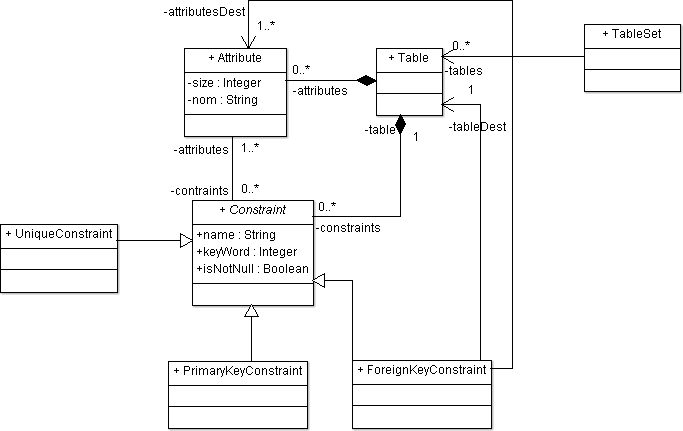 -attributesDest
1..*
+ Attribute
-size : Integer
-nom : String
0..*
-attributes
+ Table
0..*
-tables
+ TableSet
1
-tableDest
-table
1
-attributes
1..*
-contraints
0..*
+ Constraint
+name : String
+keyWord : Integer
+isNotNull : Boolean
0..*
-constraints
+ UniqueConstraint
+ PrimaryKeyConstraint
+ ForeignKeyConstraint